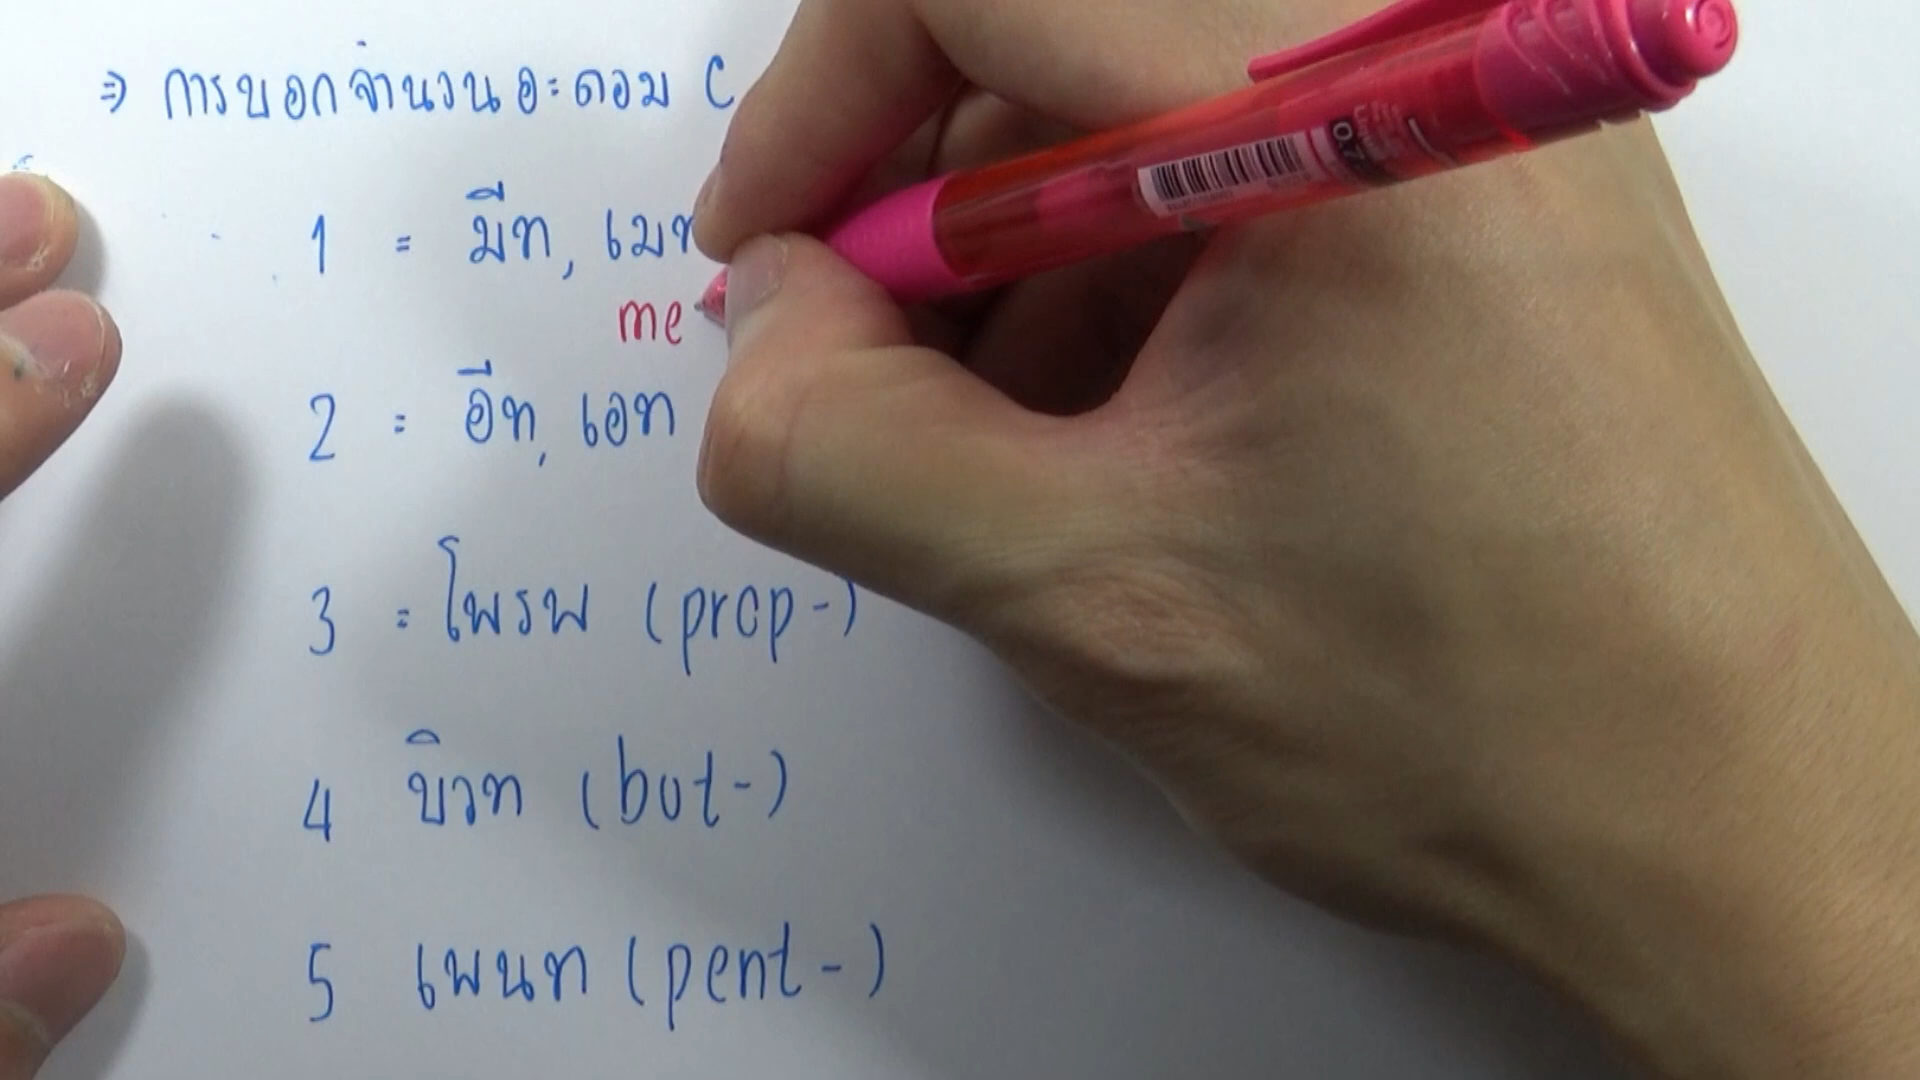 ⇒ การบอกจำนวนอะตอม C
1 = มีท, เมท
me
2 = อีท, เอท
3 = โพรพ (prop-)
4 บิวท (but-)
5 เพนท (pent-)
0.7